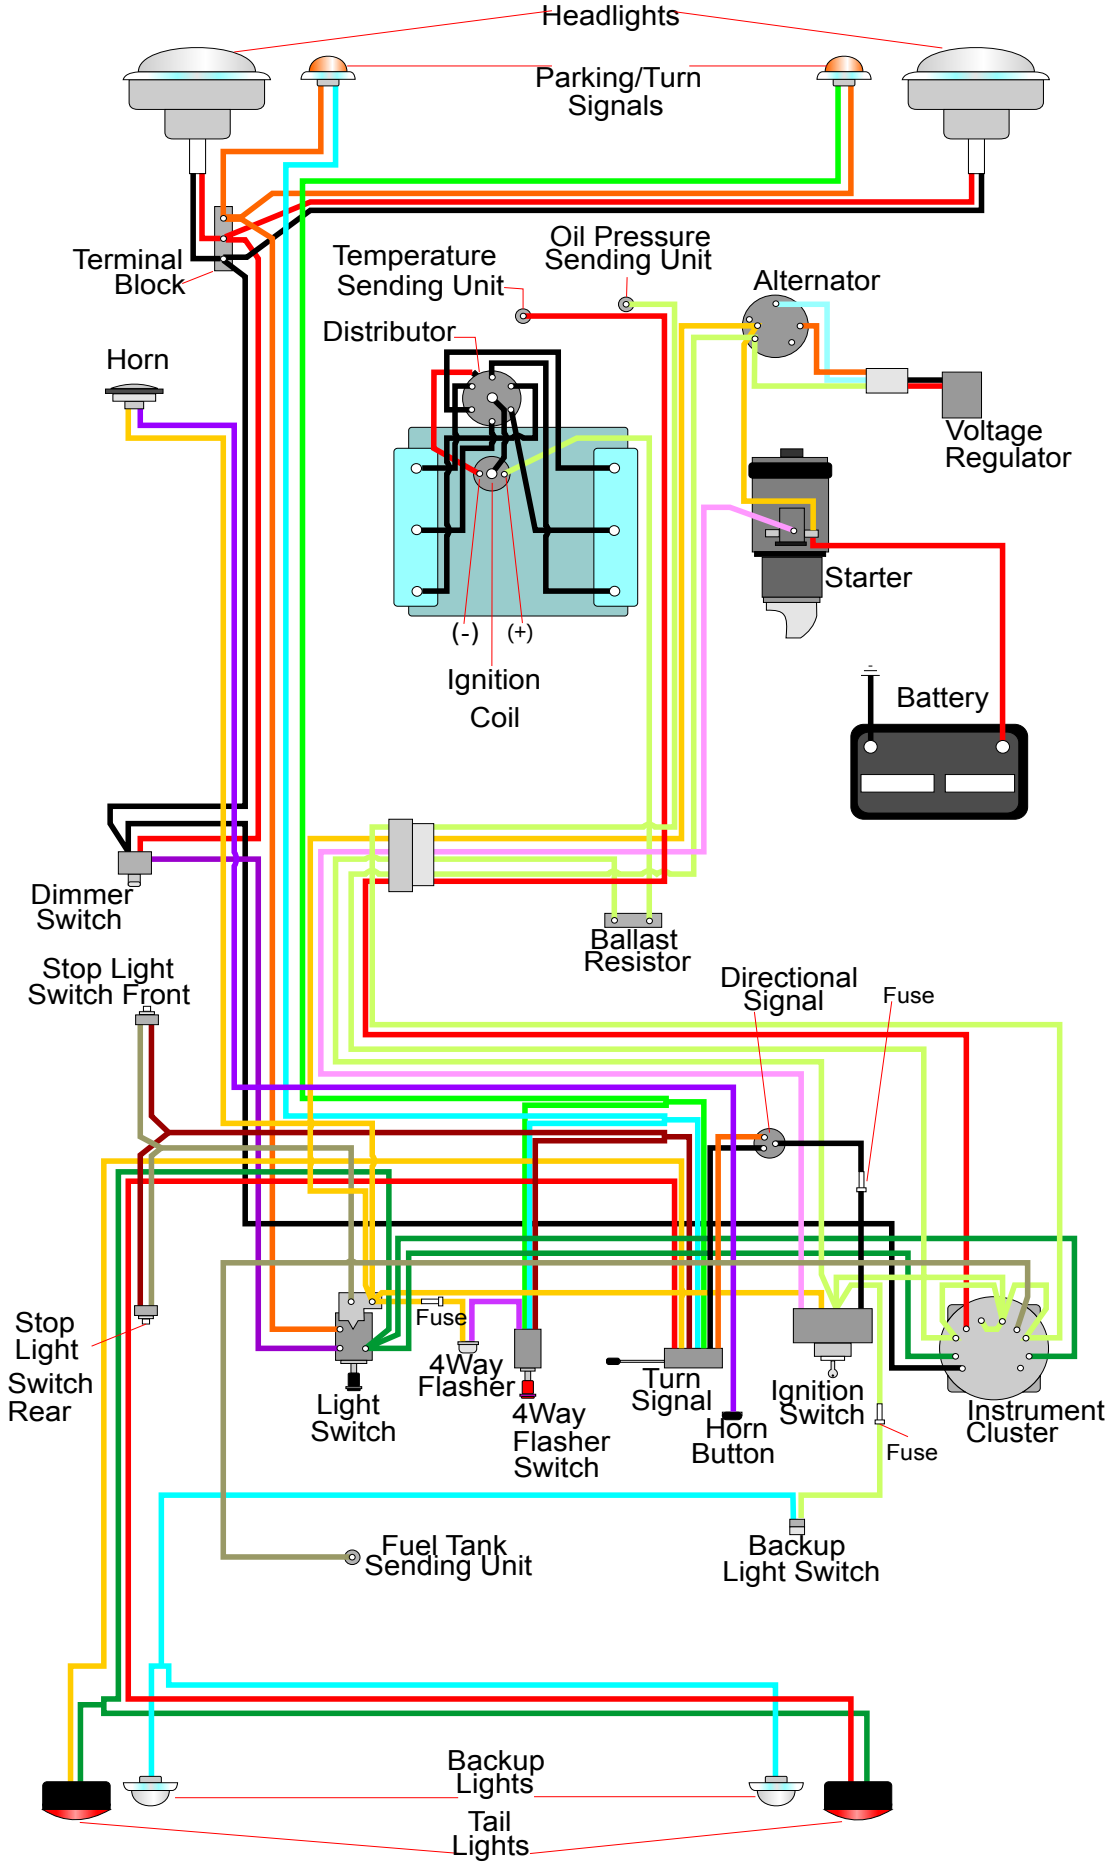 Headlights
Parking/Turn
Signals
Temperature
Sending Unit
Oil Pressure
Sending Unit
Alternator
Terminal
Block
Distributor
Horn
Voltage
Regulator
Starter
(-)
(+)
Ignition
Coil
Battery
Dimmer
Switch
Ballast
Resistor
Stop Light
Switch Front
Directional
Signal
Fuse
Stop
Light
Switch
Rear
Fuse
4Way
Flasher
Light
Switch
4Way
Flasher
Switch
Turn
Signal
Horn
Button
Ignition
Switch
Instrument
Cluster
Fuse
Fuel Tank
Sending Unit
Backup
Light Switch
Backup
Lights
Tail
Lights